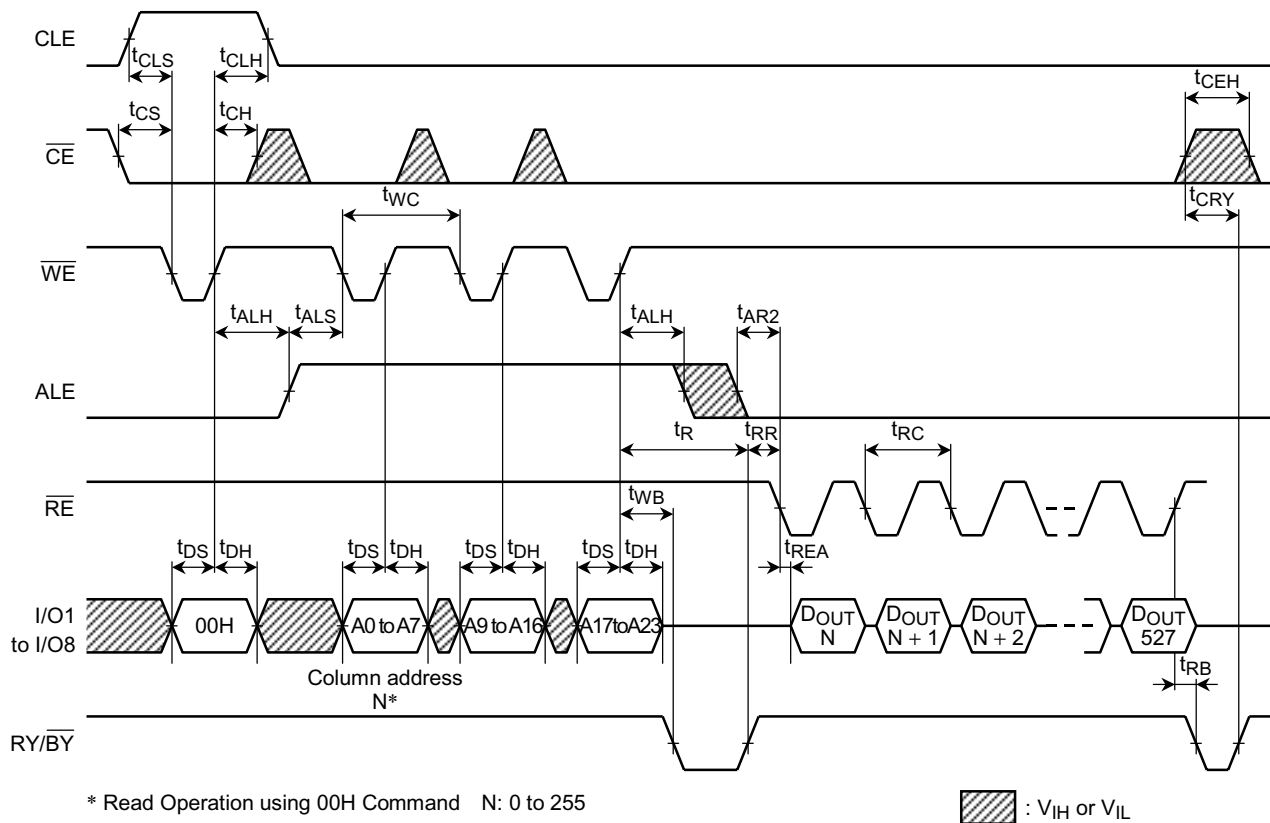 CLE
tCLS
tCLH
tCEH
tCS
tCH
CE
tWC
tCRY
WE
tALH
tALS
tALH
tAR2
ALE
tR
tRR
tRC
RE
tWB
tDS
tDH
tDS
tDH
tDS
tDH
tDS
tDH
tREA
I/O1
to I/O8
00H
A0 to A7
A9 to A16
A17 to A23
DOUT
N
DOUT
N + 1
DOUT
N + 2
DOUT
527
Column address
N*
tRB
RY/BY
* Read Operation using 00H Command N: 0 to 255
: VIH or VIL